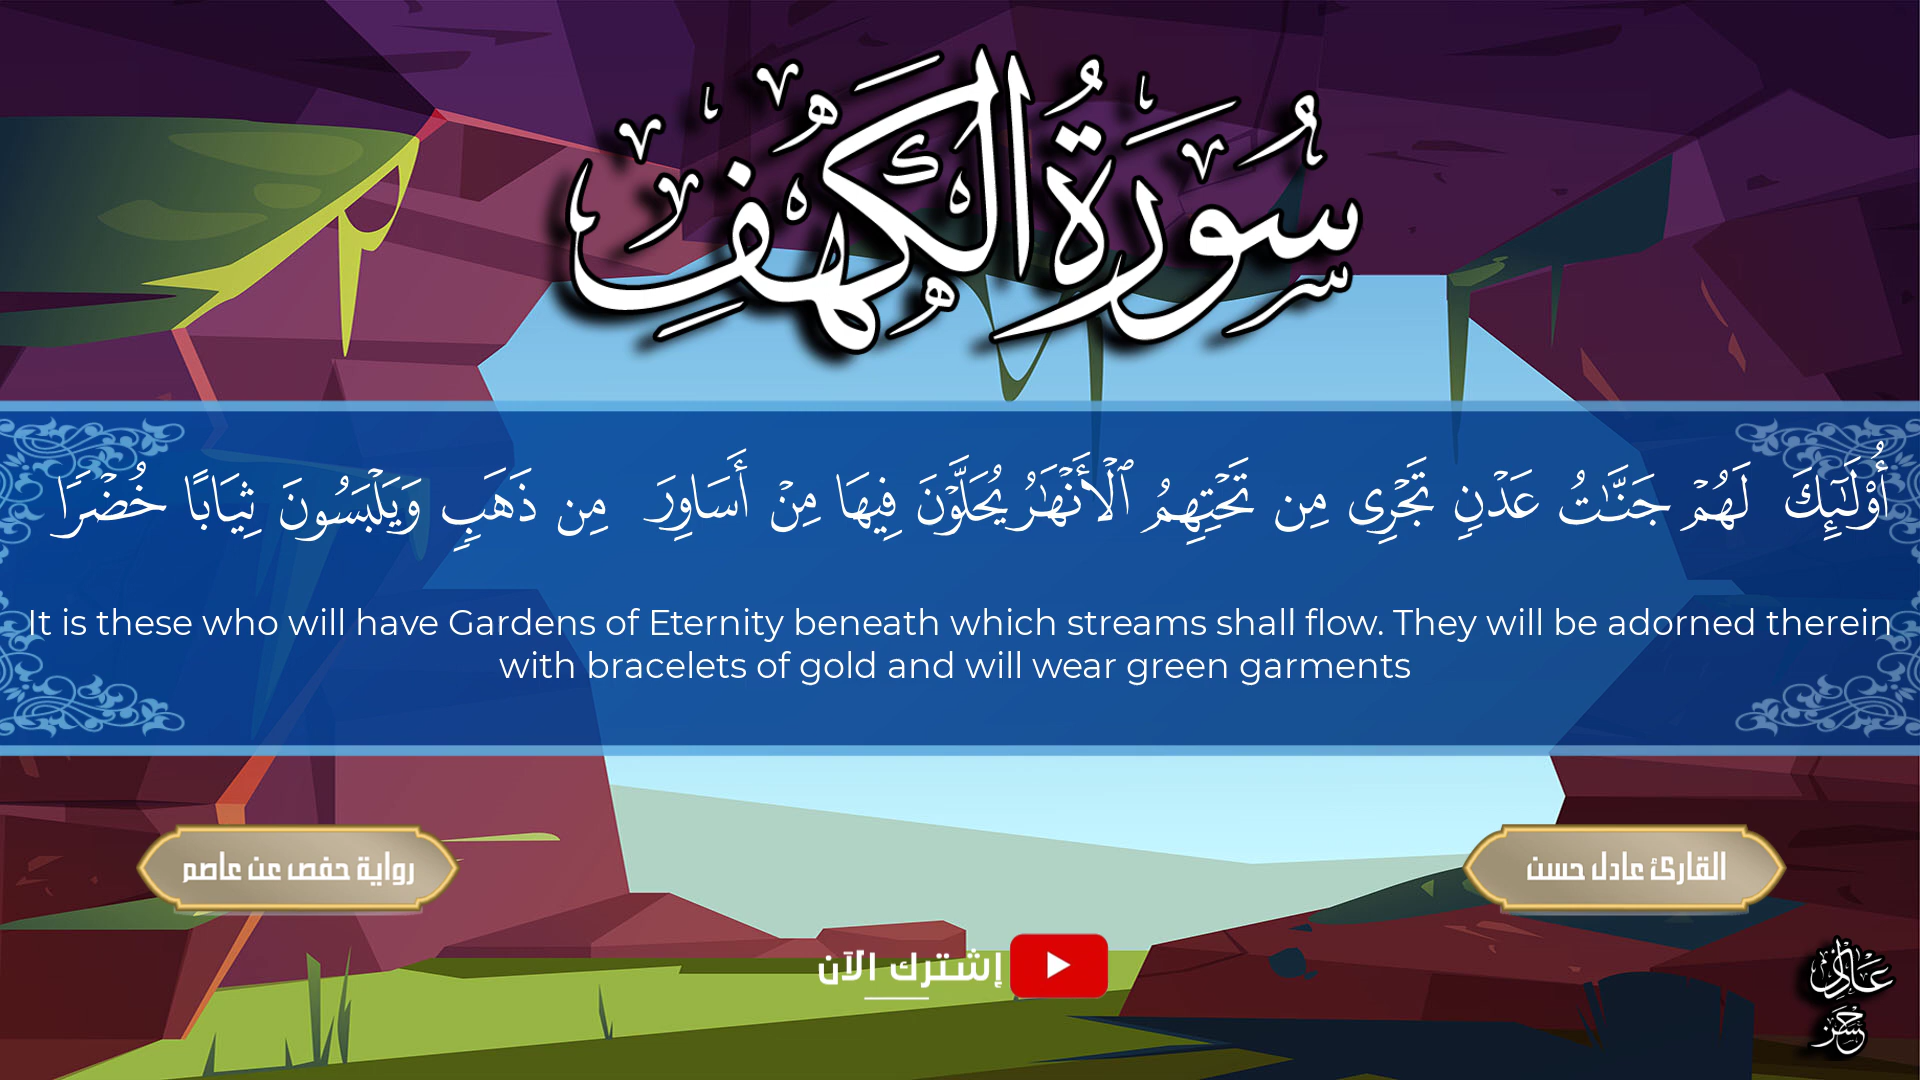 سُورَةُ الْكَهْفِ
أُوْلَٰٓئِكَ لَهُمۡ جَنَّٰتُ عَدۡنٖ تَجۡرِي مِن تَحۡتِهِمُ ٱلۡأَنۡهَٰرُ يُحَلَّوۡنَ فِيهَا مِنۡ أَسَاوِرَ مِن ذَهَبٖ وَيَلۡبَسُونَ ثِيَابًا خُضۡرٗا
It is these who will have Gardens of Eternity beneath which streams shall flow. They will be adorned therein
with bracelets of gold and will wear green garments
القارئ عادل حسن
رواية حفص عن عاصم
إشترك الآن
عادل
حسن